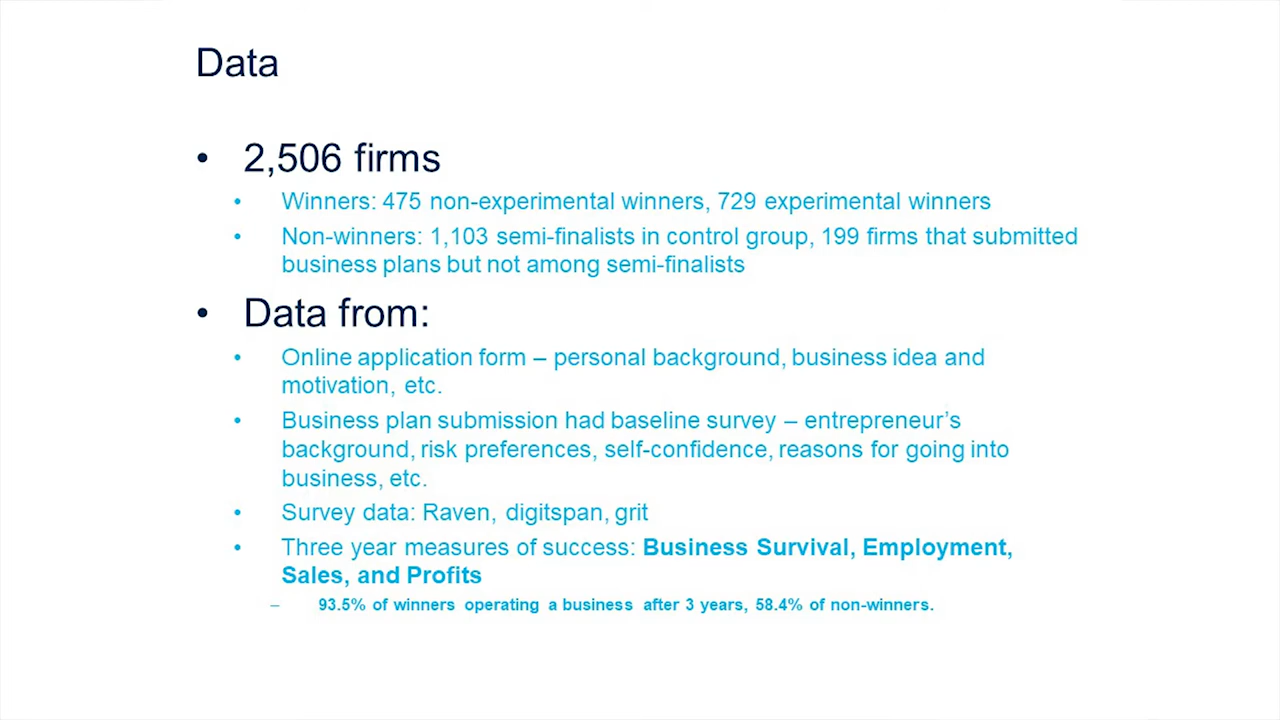 Data
• 2,506 firms
• Winners: 475 non-experimental winners, 729 experimental winners
• Non-winners: 1,103 semi-finalists in control group, 199 firms that submitted
business plans but not among semi-finalists
• Data from:
• Online application form – personal background, business idea and
motivation, etc.
• Business plan submission had baseline survey – entrepreneur's
background, risk preferences, self-confidence, reasons for going into
business, etc.
• Survey data: Raven, digitspan, grit
• Three year measures of success: Business Survival, Employment,
Sales, and Profits
– 93.5% of winners operating a business after 3 years, 58.4% of non-winners.